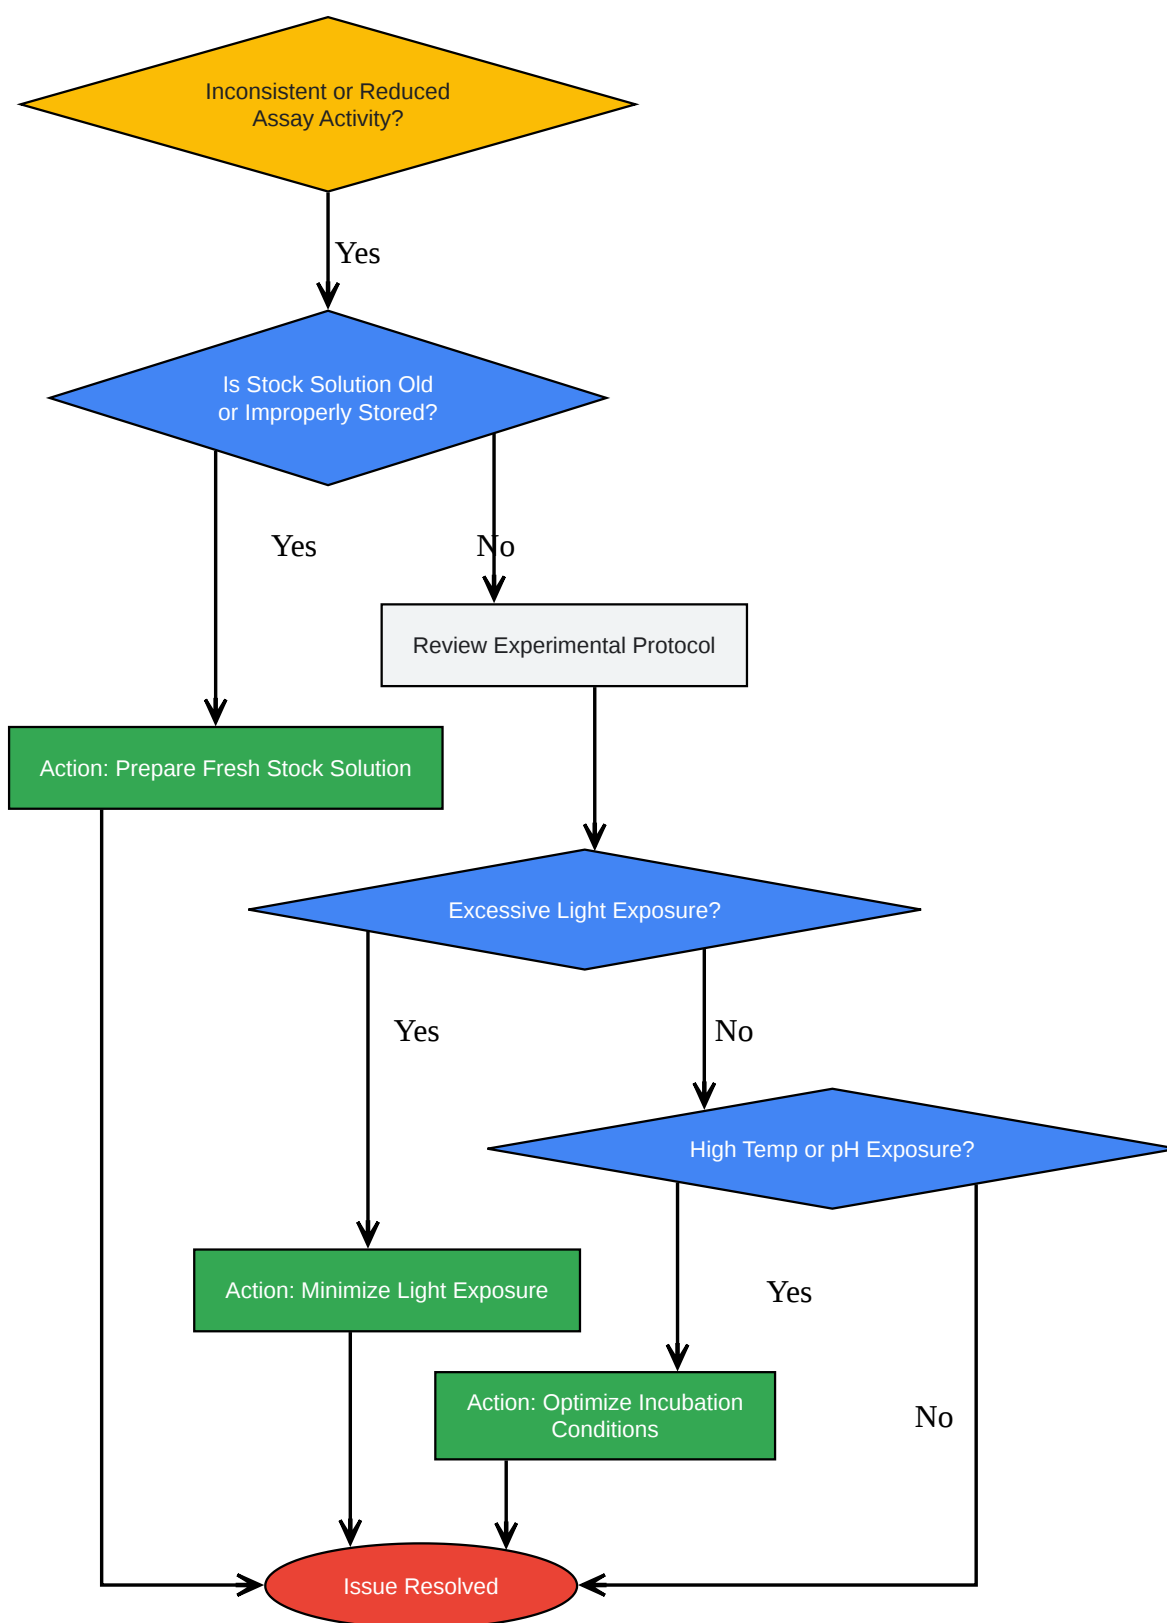 Inconsistent or Reduced
Assay Activity?
Yes
Is Stock Solution Old
or Improperly Stored?
Yes
No
Review Experimental Protocol
Action: Prepare Fresh Stock Solution
Excessive Light Exposure?
Yes
No
High Temp or pH Exposure?
Action: Minimize Light Exposure
Yes
Action: Optimize Incubation
Conditions
No
Issue Resolved